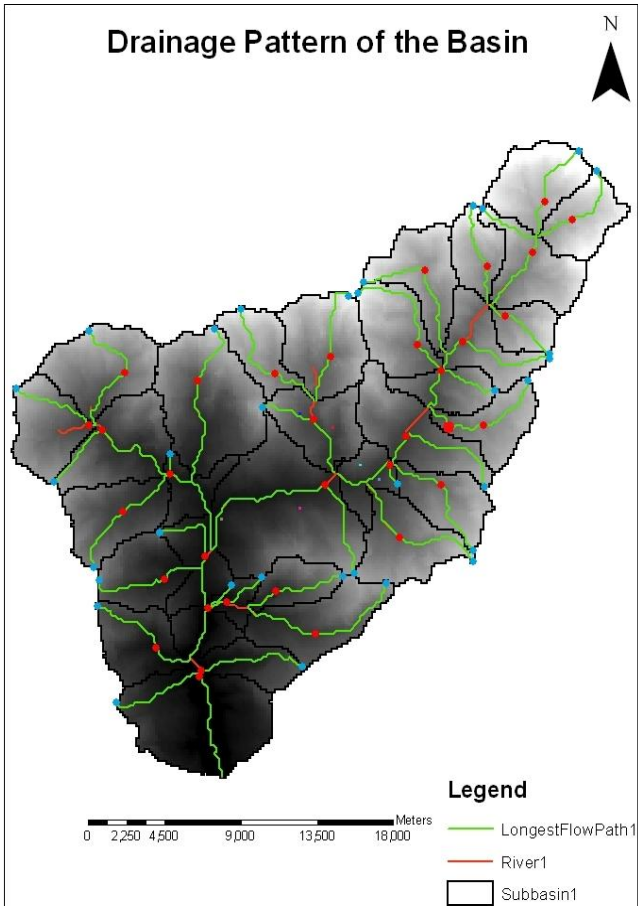 Drainage Pattern of the Basin
N
Meters
0 2,250 4,500 9,000 13,500 18,000
Legend
LongestFlowPath1
River1
Subbasin1